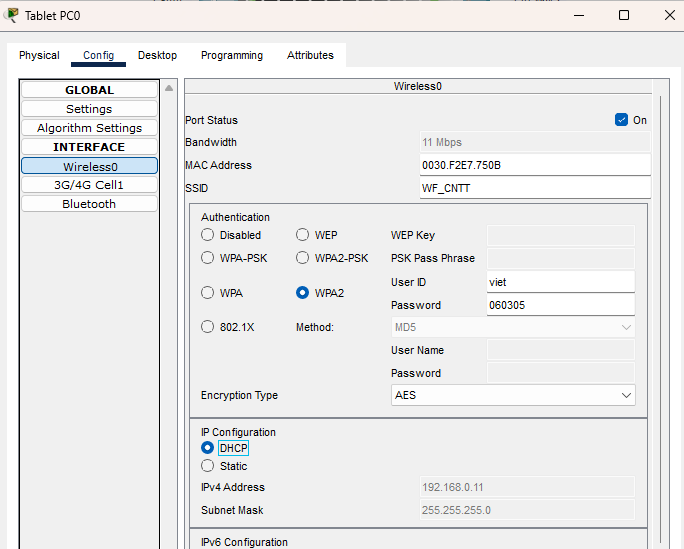 Tablet PC0
Physical Config Desktop Programming Attributes
GLOBAL
Settings
Algorithm Settings
INTERFACE
Wireless0
3G/4G Cell1
Bluetooth
Wireless0
Port Status On
Bandwidth 11 Mbps
MAC Address 0030.F2E7.750B
SSID WF_CNTT
Authentication
Disabled WEP WEP Key
WPA-PSK WPA2-PSK PSK Pass Phrase
User ID viet
WPA WPA2
Password 060305
802.1X Method: MD5
User Name
Password
Encryption Type AES
IP Configuration
DHCP
Static
IPv4 Address 192.168.0.11
Subnet Mask 255.255.255.0
IPv6 Configuration